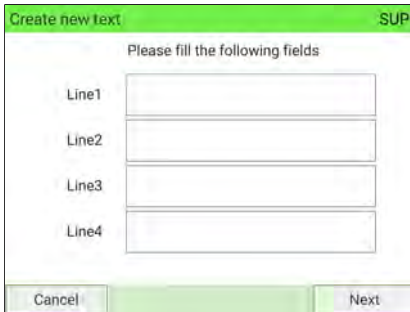 Create new text SUP
Please fill the following fields
Line1
Line2
Line3
Line4
Cancel Next